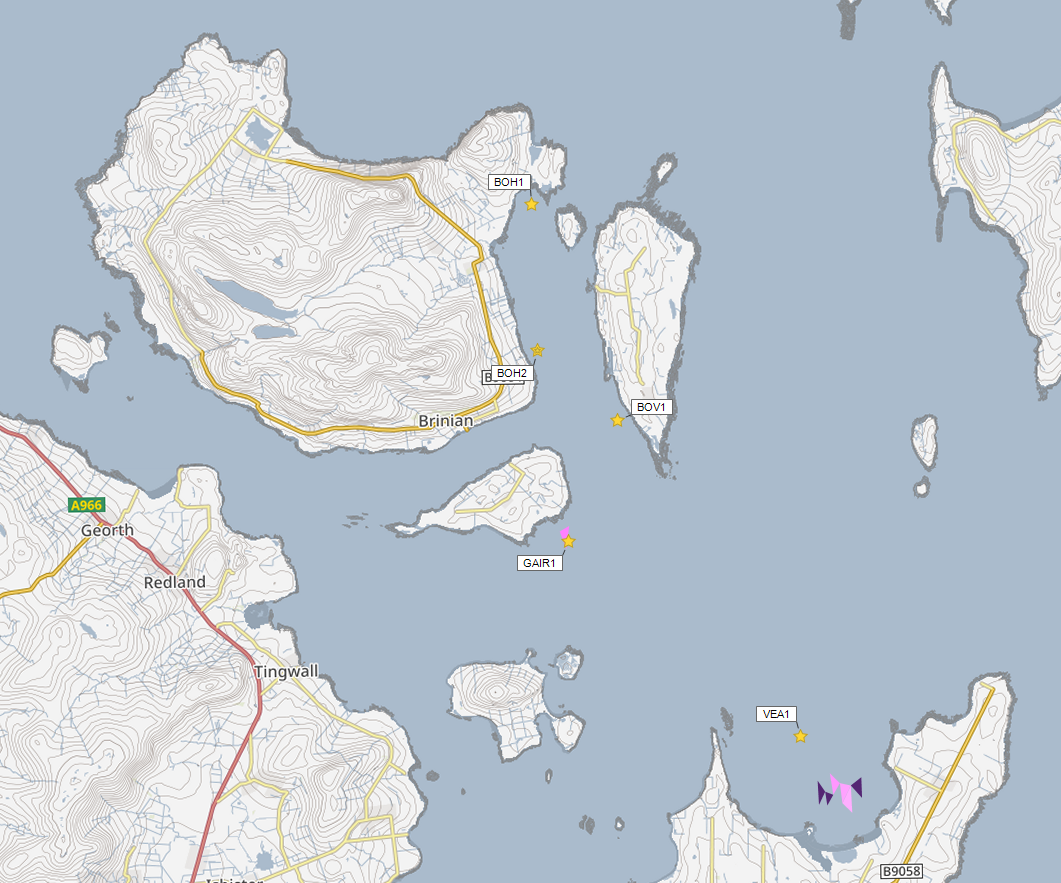 BOH1
BOH2
Brinian
BOV1
A966
Georth
GAIR1
Redland
Tingwall
VEA1
B9058